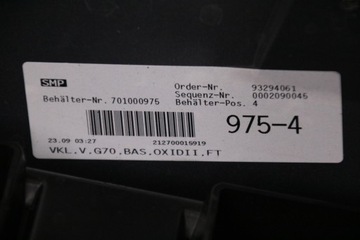 SMP
Order-Nr. 93294061
Sequenz-Nr. 0002090045
Behälter-Nr. 701000975 Behälter-Pos. 4
975-4
23.09 03:27 212700015919
VKL.V.G70.BAS.OXIDII.FT